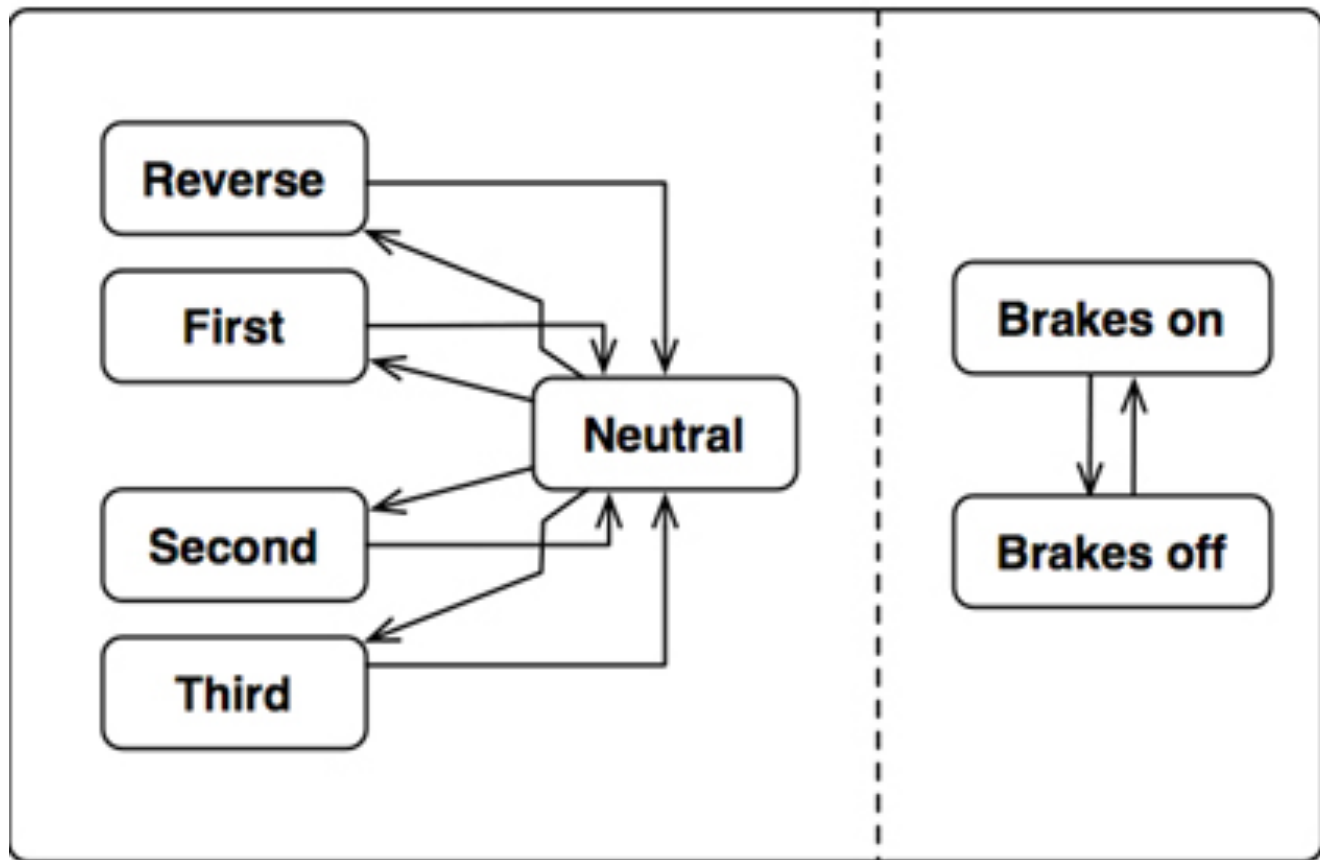 Reverse
First
Neutral
Second
Third
Brakes on
Brakes off